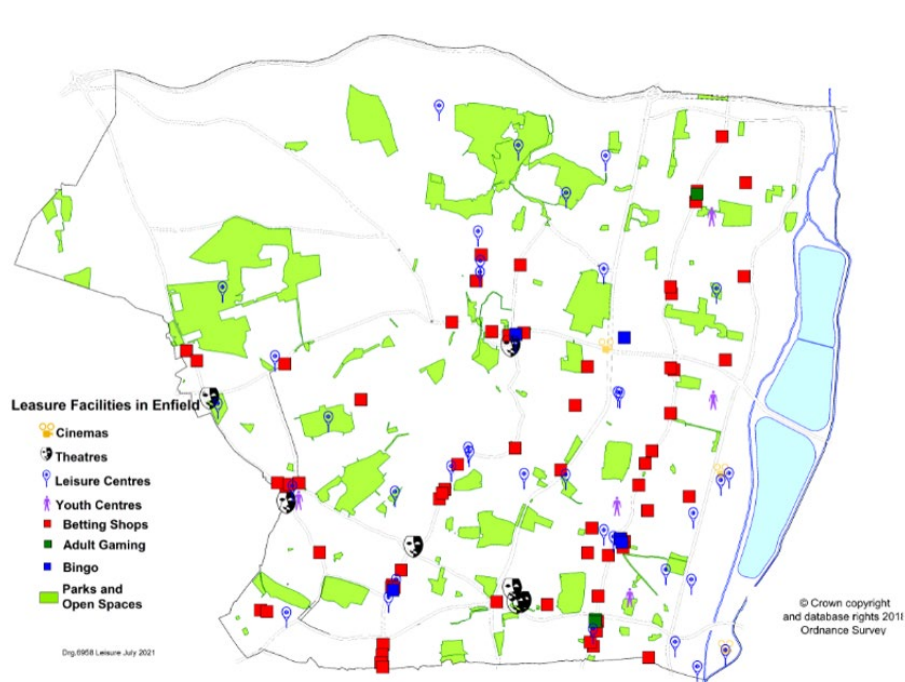 Leasure Facilities in Enfield
Cinemas
Theatres
Leisure Centres
Youth Centres
Betting Shops
Adult Gaming
Bingo
Parks and
Open Spaces
Drg.6958 Leisure July 2021
© Crown copyright
and database rights 2018
Ordnance Survey